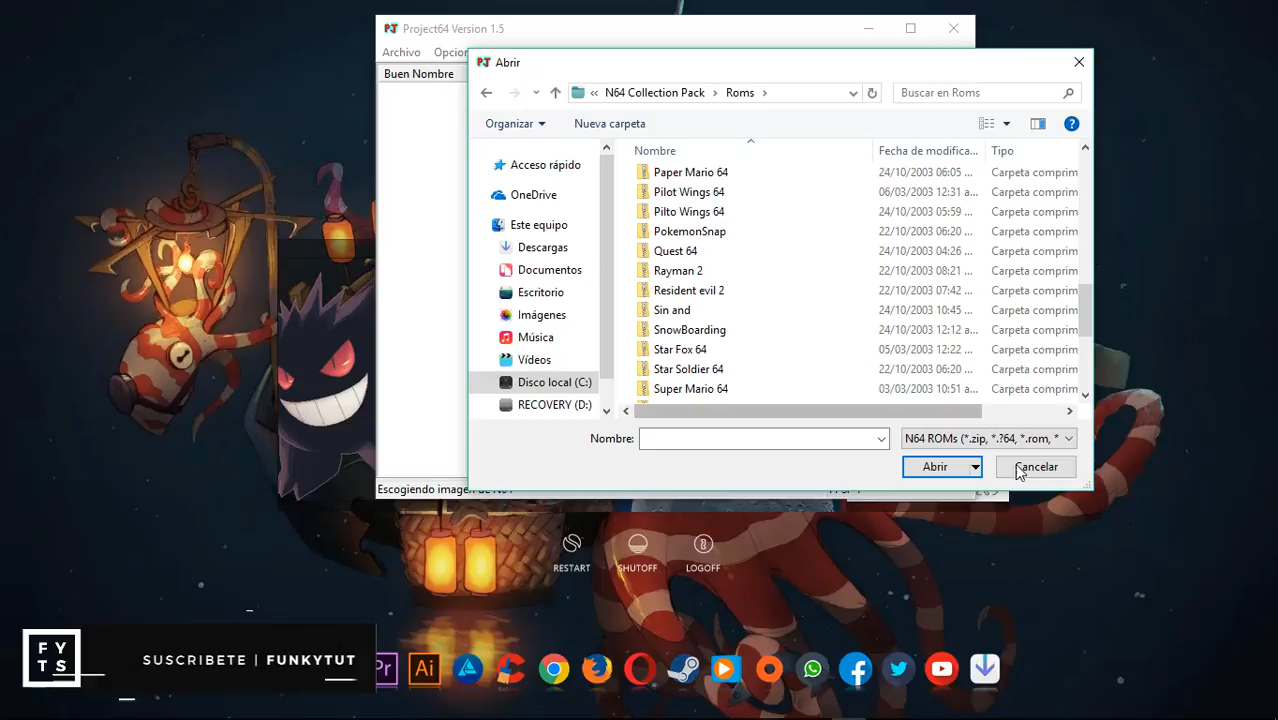 Project64 Version 1.5
Archivo Opcion
Buen Nombre
Abrir
« N64 Collection Pack > Roms >
Buscar en Roms
Organizar
Nueva carpeta
Nombre
Fecha de modifica...
Tipo
Acceso rápido
OneDrive
Este equipo
Descargas
Documentos
Escritorio
Imágenes
Música
Vídeos
Disco local (C:)
RECOVERY (D:)
Paper Mario 64 24/10/2003 06:05 ... Carpeta comprim
Pilot Wings 64 06/03/2003 12:31 a... Carpeta comprim
Pilto Wings 64 24/10/2003 05:59 ... Carpeta comprim
PokemonSnap 22/10/2003 06:20 ... Carpeta comprim
Quest 64 24/10/2003 04:26 ... Carpeta comprim
Rayman 2 22/10/2003 08:21 ... Carpeta comprim
Resident evil 2 22/10/2003 07:42 ... Carpeta comprim
Sin and 24/10/2003 10:45 ... Carpeta comprim
SnowBoarding 24/10/2003 12:12 a... Carpeta comprim
Star Fox 64 05/03/2003 12:22 ... Carpeta comprim
Star Soldier 64 22/10/2003 06:20 ... Carpeta comprim
Super Mario 64 03/03/2003 10:51 a... Carpeta comprim
Nombre:
N64 ROMs (*.zip, *.?64, *.rom, *
Abrir
Cancelar
Escogiendo imagen de N64
RESTART
SHUTOFF
LOGOFF
F Y
T S
SUSCRIBETE | FUNKYTUT
Pr
Ai